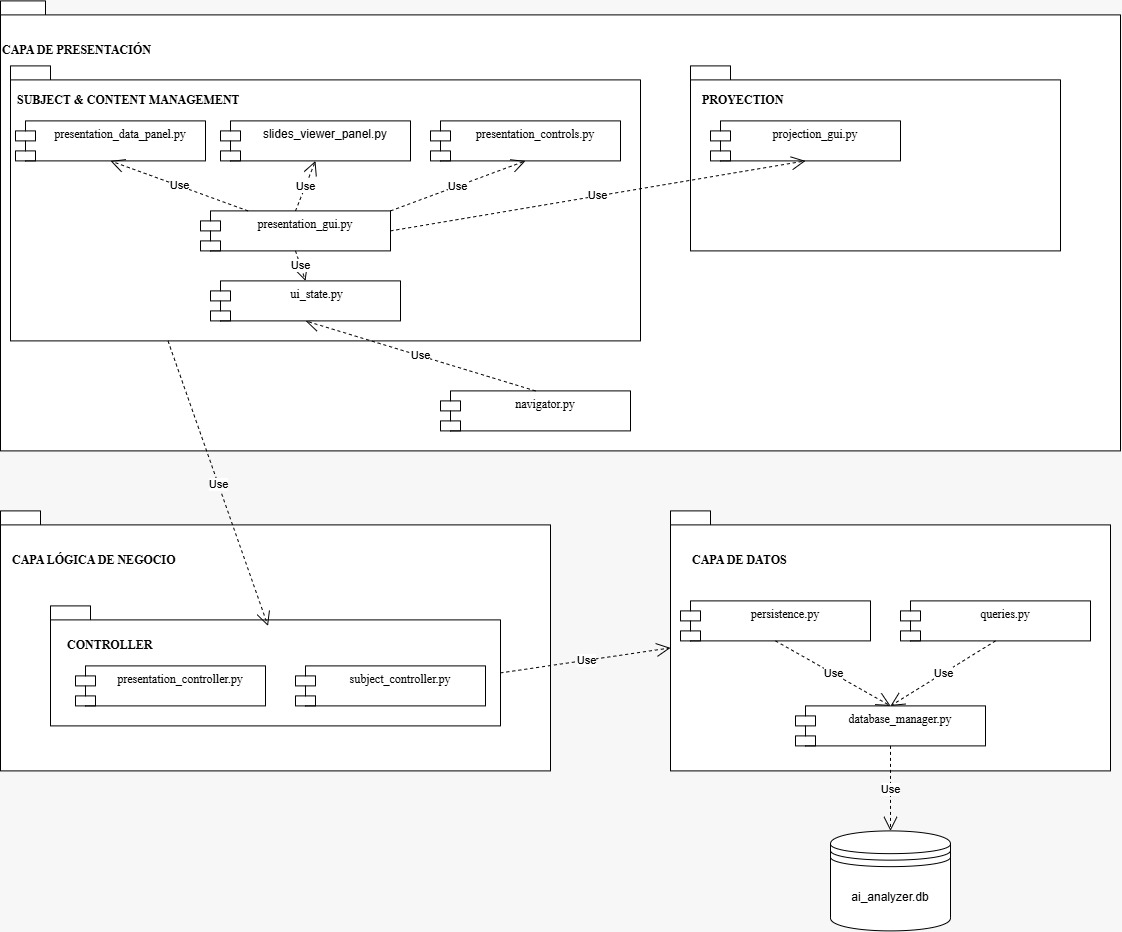 CAPA DE PRESENTACIÓN
SUBJECT & CONTENT MANAGEMENT
PROYECTION
presentation_data_panel.py
slides_viewer_panel.py
presentation_controls.py
projection_gui.py
Use
Use
Use
Use
presentation_gui.py
Use
ui_state.py
Use
navigator.py
Use
CAPA LÓGICA DE NEGOCIO
CAPA DE DATOS
persistence.py
queries.py
CONTROLLER
Use
Use
Use
presentation_controller.py
subject_controller.py
database_manager.py
Use
ai_analyzer.db